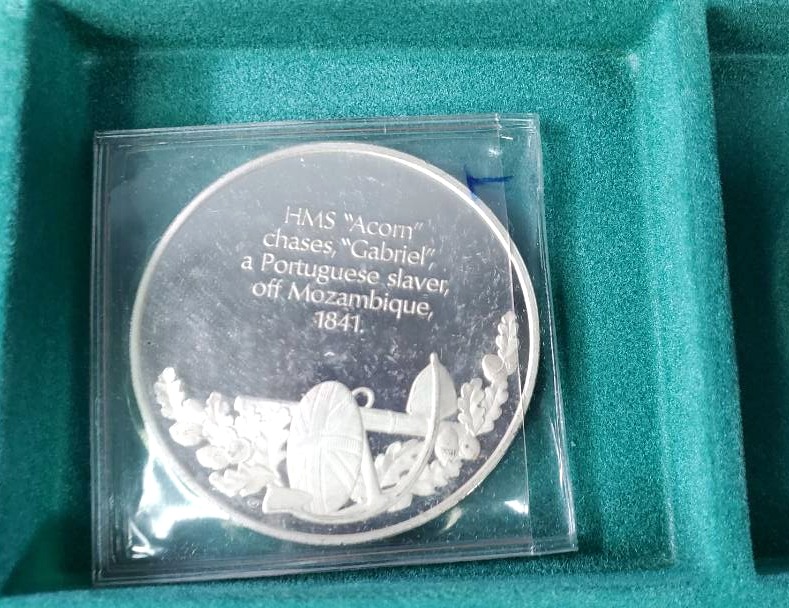 HMS "Acorn"
chases, "Gabriel",
a Portuguese slaver,
off Mozambique,
1841.